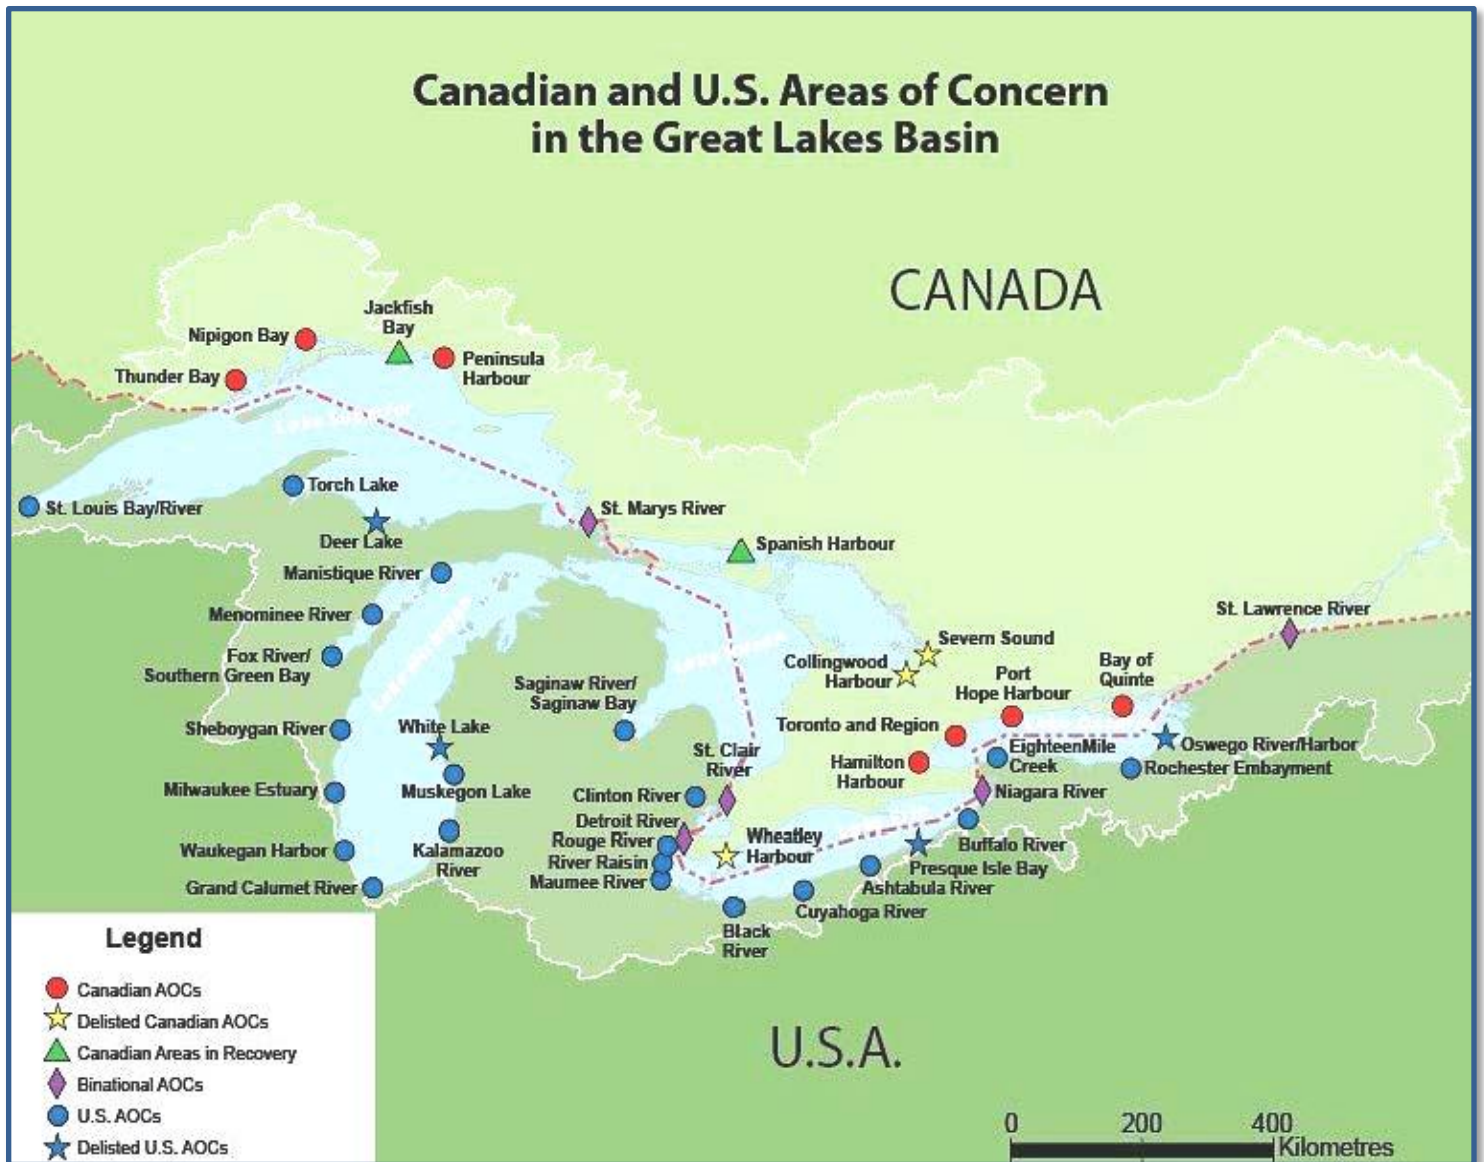 Canadian and U.S. Areas of Concern
in the Great Lakes Basin
CANADA
Jackfish
Bay
Nipigon Bay
Peninsula
Harbour
Thunder Bay
Torch Lake
St. Louis Bay/River
St. Marys River
Deer Lake
Spanish Harbour
Manistique River
Menominee River
St. Lawrence River
Fox River/
Southern Green Bay
Severn Sound
Collingwood
Harbour
Port
Hope Harbour
Bay of
Quinte
Saginaw River/
Saginaw Bay
Sheboygan River
White Lake
Toronto and Region
St. Clair
River
Hamilton
Harbour
EighteenMile
Creek
Oswego River/Harbor
Rochester Embayment
Milwaukee Estuary
Muskegon Lake
Clinton River
Niagara River
Detroit River
Rouge River
River Raisin
Maumee River
Wheatley
Harbour
Buffalo River
Presque Isle Bay
Ashtabula River
Cuyahoga River
Black
River
Waukegan Harbor
Kalamazoo
River
Grand Calumet River
Legend
Canadian AOCs
Delisted Canadian AOCs
Canadian Areas in Recovery
Binational AOCs
U.S. AOCs
Delisted U.S. AOCs
U.S.A.
0 200 400
Kilometres